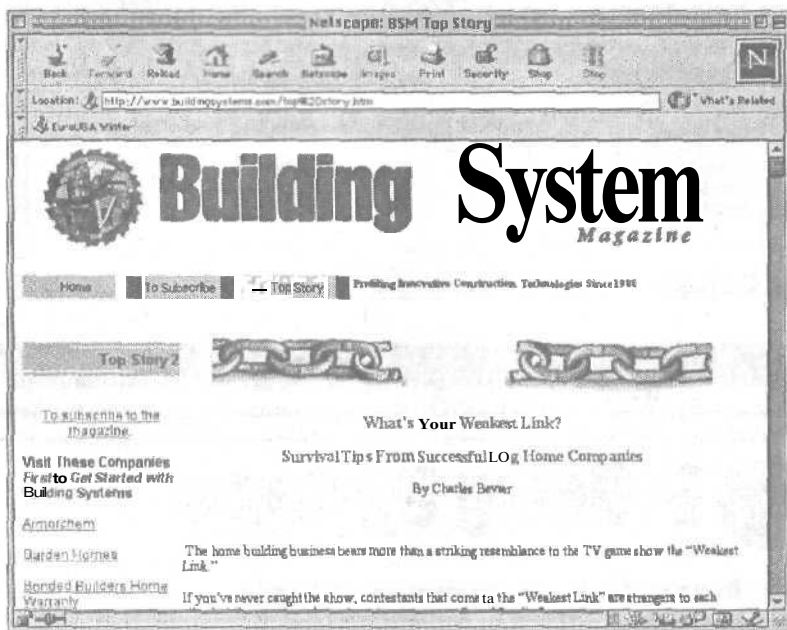 Netscape: BSM Top Story
Back Forward Reload Home Search Netscape Images Print Security Shop Stop
N
Location: http://www.buildingsystems.com/top%20story.htm What's Related
EuroUSA Winter
Building System
Magazine
Home To Subscribe Top Story Profiling Innovative Construction Technologies Since 1988
Top Story 2
To subscribe to the
magazine
What's Your Weakest Link?
Survival Tips From Successful LOg Home Companies
By Charles Bevier
Visit These Companies
First to Get Started with
Building Systems
Armorchem
Barden Homes
Bonded Builders Home
Warranty
The home building business bears more than a striking resemblance to the TV game show the "Weakest
Link."
If you've never caught the show, contestants that come ta the "Weakest Link" are strangers to each